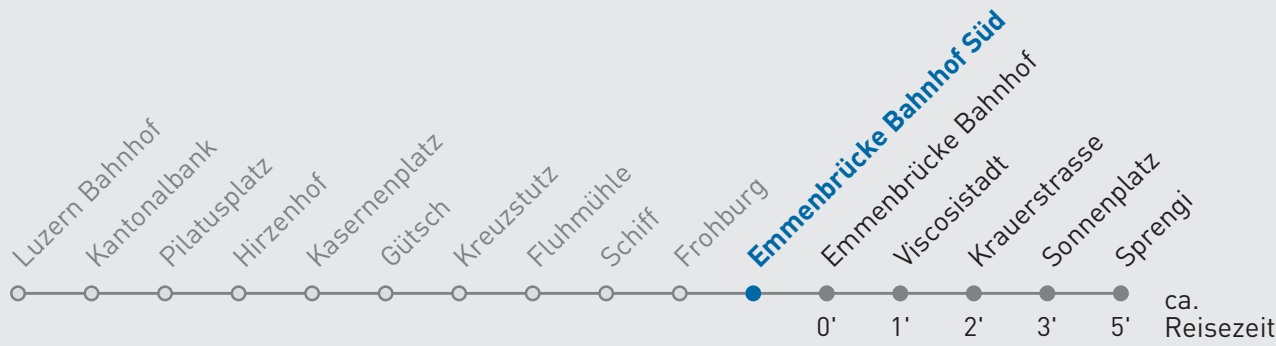 Luzern Bahnhof
Kantonalbank
Pilatusplatz
Hirzenhof
Kasernenplatz
Gütsch
Kreuzstutz
Fluhmühle
Schiff
Frohburg
Emmenbrücke Bahnhof Süd
Emmenbrücke Bahnhof
Viscosistadt
Krauerstrasse
Sonnenplatz
Sprengi
0' 1' 2' 3' 5'
ca.
Reisezeit